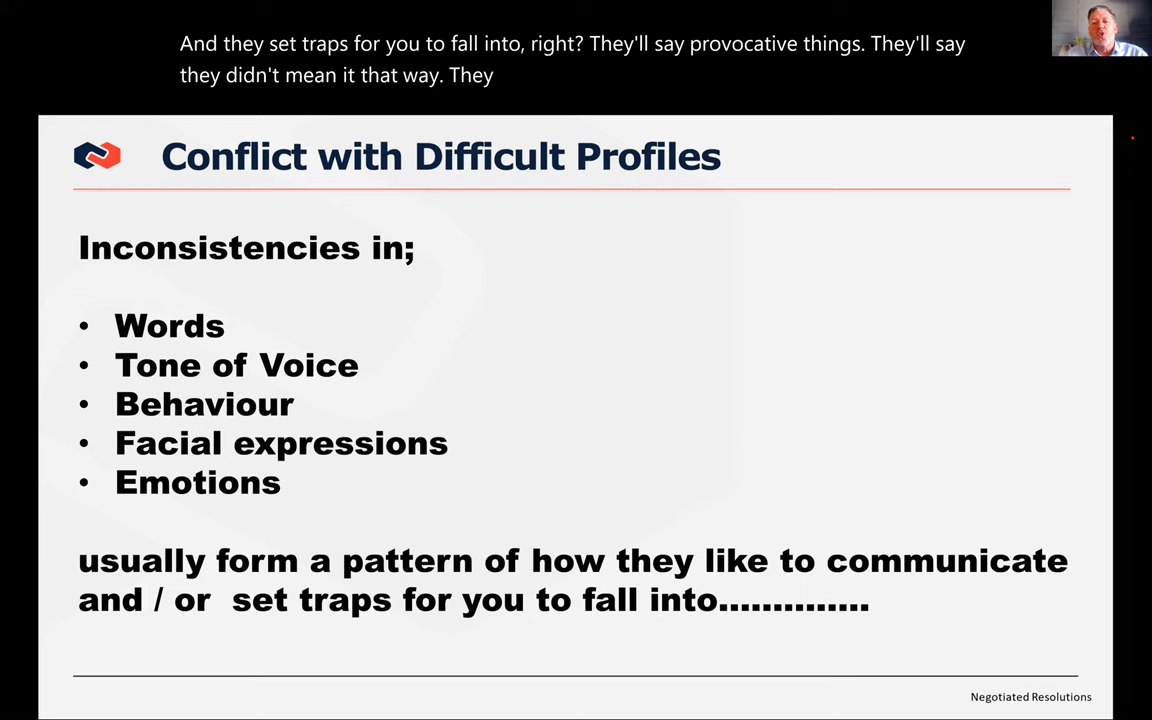 And they set traps for you to fall into, right? They'll say provocative things. They'll say
they didn't mean it that way. They
Conflict with Difficult Profiles
Inconsistencies in;
• Words
• Tone of Voice
• Behaviour
• Facial expressions
• Emotions
usually form a pattern of how they like to communicate
and / or set traps for you to fall into..............
Negotiated Resolutions